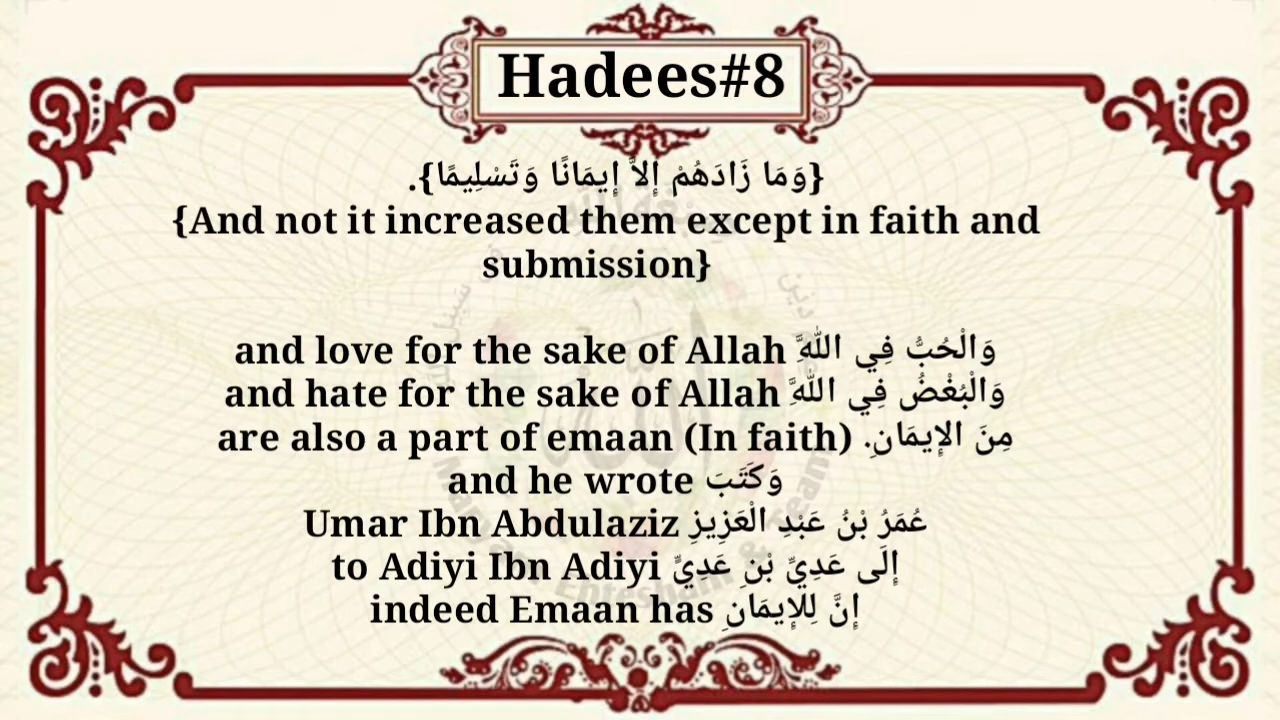 Hadees#8
{وَمَا زَادَهُمْ إِلاَّ إِيمَانًا وَتَسْلِيمًا}.
{And not it increased them except in faith and
submission}
and love for the sake of Allah وَالْحُبُّ فِي اللَّهِ
and hate for the sake of Allah وَالْبُغْضُ فِي اللَّهِ
are also a part of emaan (In faith) مِنَ الإِيمَانِ.
and he wrote وَكَتَبَ
Umar Ibn Abdulaziz عُمَرُ بْنُ عَبْدِ الْعَزِيزِ
to Adiyi Ibn Adiyi إِلَى عَدِيِّ بْنِ عَدِيٍّ
indeed Emaan has إِنَّ لِلإِيمَانِ